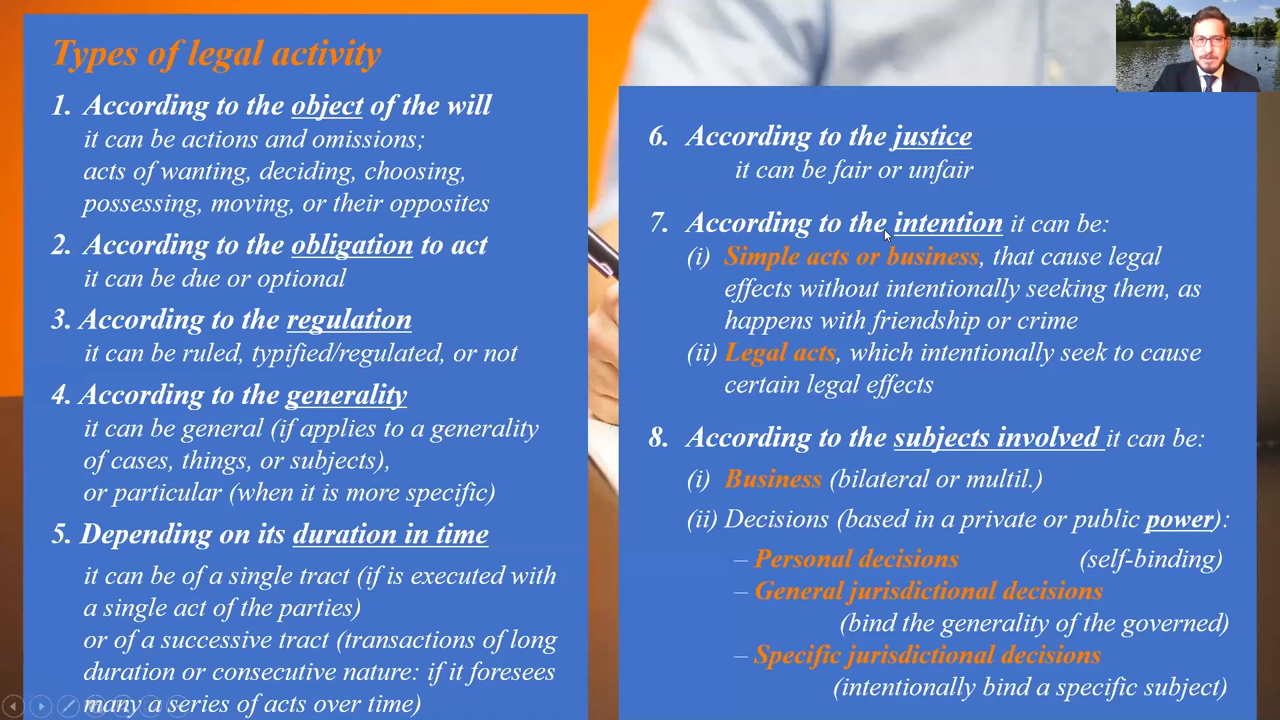 Types of legal activity
1. According to the object of the will
it can be actions and omissions;
acts of wanting, deciding, choosing,
possessing, moving, or their opposites
2. According to the obligation to act
it can be due or optional
3. According to the regulation
it can be ruled, typified/regulated, or not
4. According to the generality
it can be general (if applies to a generality
of cases, things, or subjects),
or particular (when it is more specific)
5. Depending on its duration in time
it can be of a single tract (if is executed with
a single act of the parties)
or of a successive tract (transactions of long
duration or consecutive nature: if it foresees
many a series of acts over time)
6. According to the justice
it can be fair or unfair
7. According to the intention it can be:
(i) Simple acts or business, that cause legal
effects without intentionally seeking them, as
happens with friendship or crime
(ii) Legal acts, which intentionally seek to cause
certain legal effects
8. According to the subjects involved it can be:
(i) Business (bilateral or multil.)
(ii) Decisions (based in a private or public power):
– Personal decisions (self-binding)
– General jurisdictional decisions
(bind the generality of the governed)
– Specific jurisdictional decisions
(intentionally bind a specific subject)